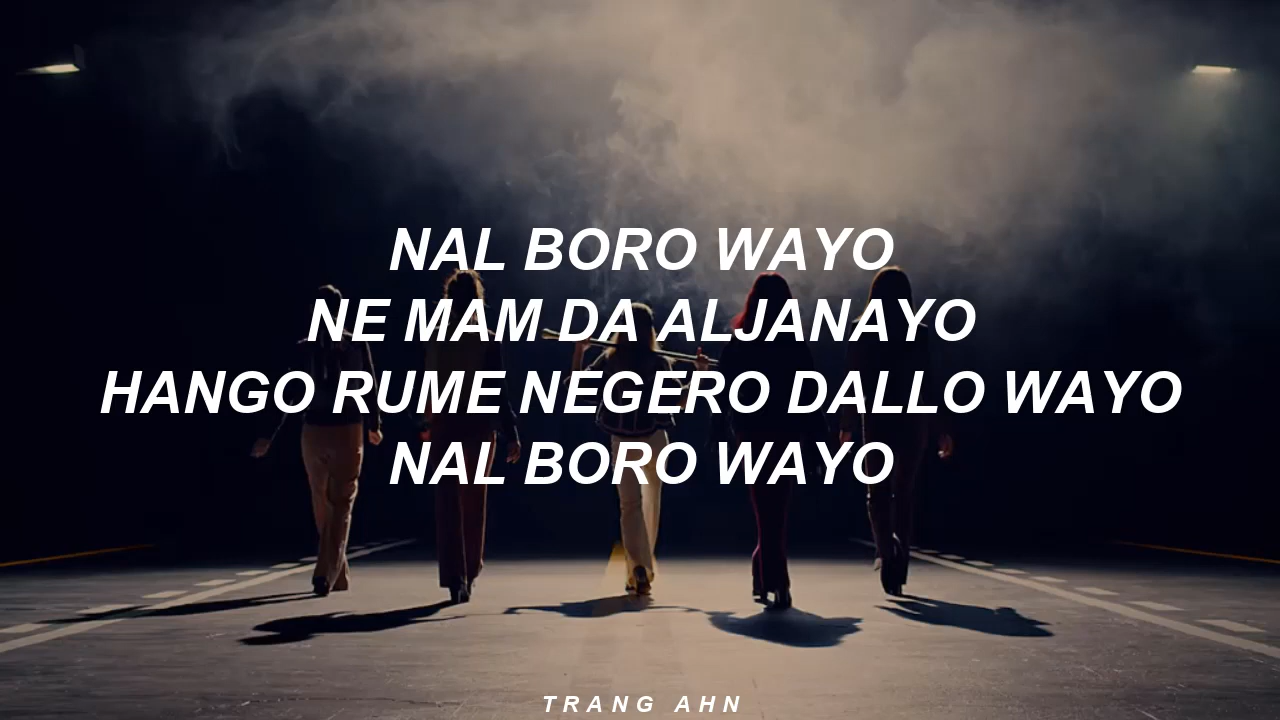 NAL BORO WAYO
NE MAM DA ALJANAYO
HANGO RUME NEGERO DALLO WAYO
NAL BORO WAYO
TRANG AHN